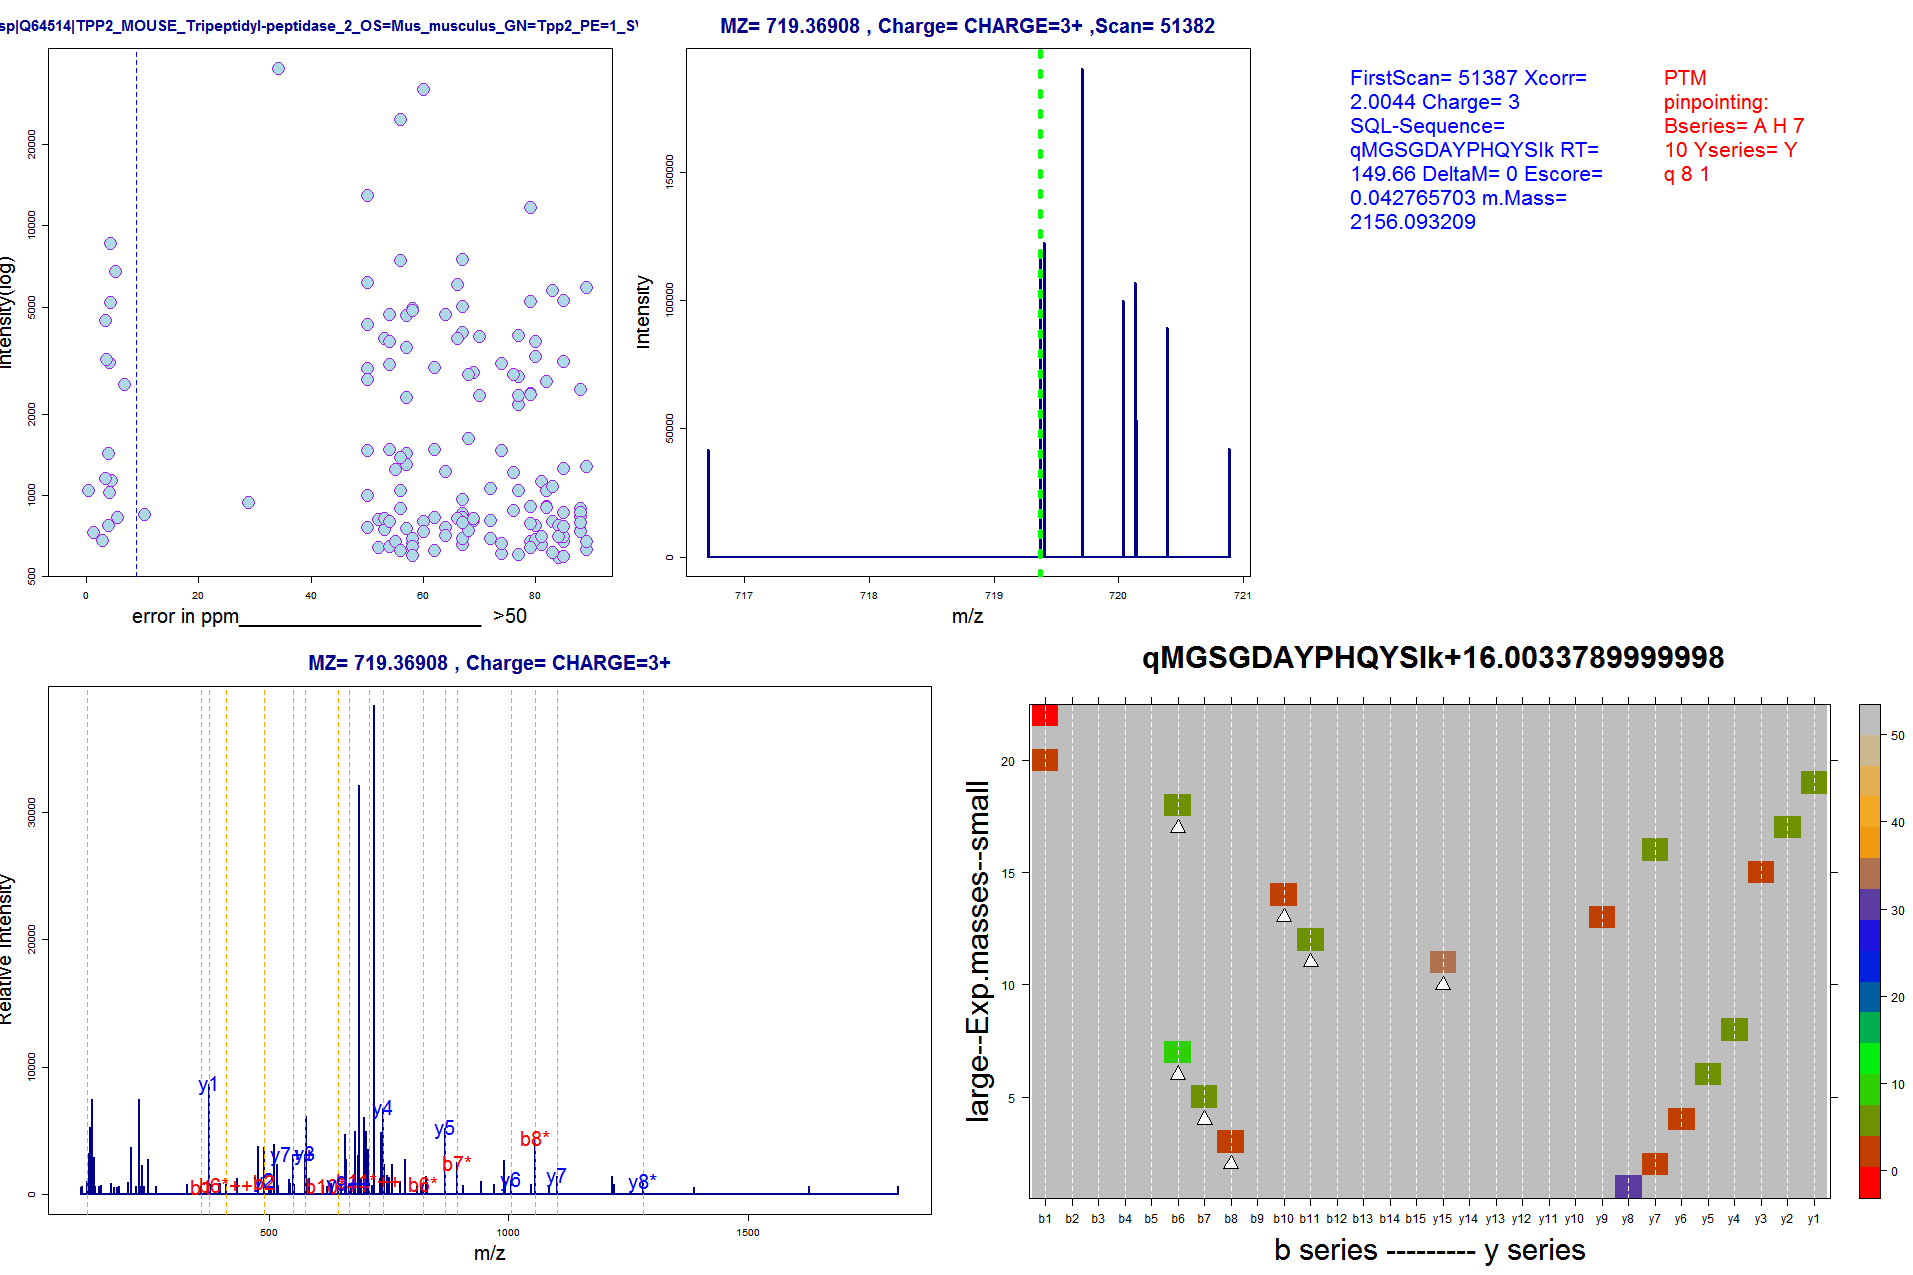 sp|Q64514|TPP2_MOUSE_Tripeptidyl-peptidase_2_OS=Mus_musculus_GN=Tpp2_PE=1_SV
Intensity(log)
500 1000 2000 5000 10000 20000
0 20 40 60 80
error in ppm______________________ >50
MZ= 719.36908 , Charge= CHARGE=3+ ,Scan= 51382
Intensity
0 50000 100000 150000
717 718 719 720 721
m/z
FirstScan= 51387 Xcorr=
2.0044 Charge= 3
SQL-Sequence=
qMGSGDAYPHQYSIk RT=
149.66 DeltaM= 0 Escore=
0.042765703 m.Mass=
2156.093209
PTM
pinpointing:
Bseries= A H 7
10 Yseries= Y
q 8 1
MZ= 719.36908 , Charge= CHARGE=3+
Relative Intensity
0 10000 20000 30000
y1
y4
y5
b8*
b7*
y6
y7
b6*
y8*
500 1000 1500
m/z
qMGSGDAYPHQYSIk+16.0033789999998
large--Exp.masses--small
5 10 15 20
b1 b2 b3 b4 b5 b6 b7 b8 b9 b10 b11 b12 b13 b14 b15 y15 y14 y13 y12 y11 y10 y9 y8 y7 y6 y5 y4 y3 y2 y1
b series --------- y series
0 10 20 30 40 50